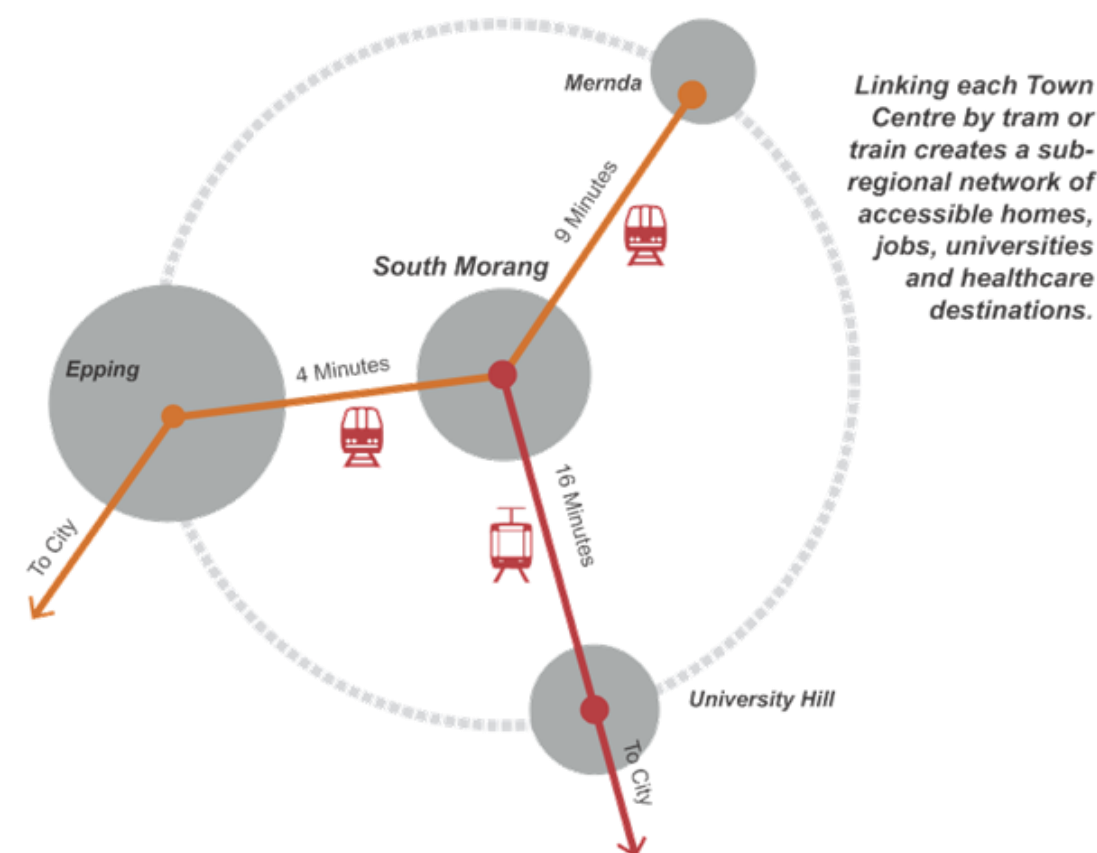 Mernda
Linking each Town
Centre by tram or
train creates a sub-
regional network of
accessible homes,
jobs, universities
and healthcare
destinations.
9 Minutes
South Morang
Epping
4 Minutes
16 Minutes
To City
University Hill
To City